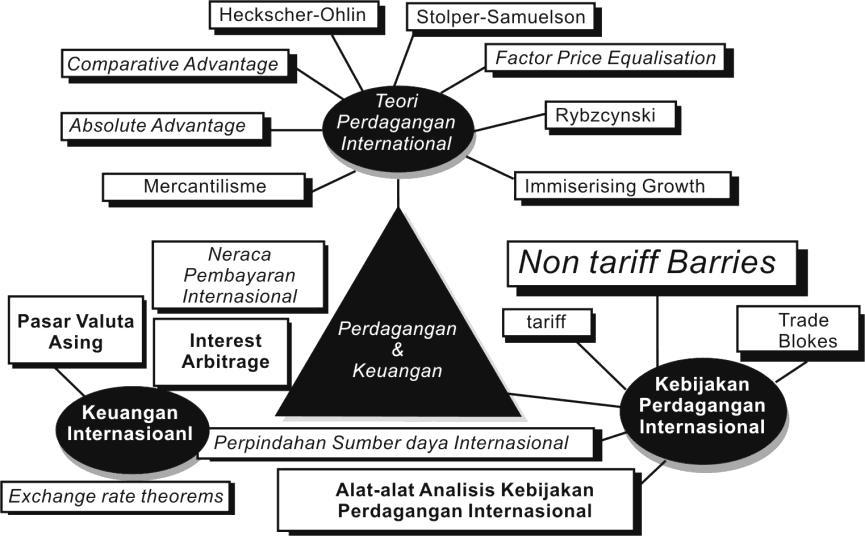 Heckscher-Ohlin
Stolper-Samuelson
Comparative Advantage
Factor Price Equalisation
Teori
Perdagangan
International
Absolute Advantage
Rybzcynski
Mercantilisme
Immiserising Growth
Neraca
Pembayaran
Internasional
Non tariff Barries
Pasar Valuta
Asing
Interest
Arbitrage
Perdagangan
&
Keuangan
tariff
Trade
Blokes
Keuangan
Internasioanl
Kebijakan
Perdagangan
Internasional
Perpindahan Sumber daya Internasional
Exchange rate theorems
Alat-alat Analisis Kebijakan
Perdagangan Internasional